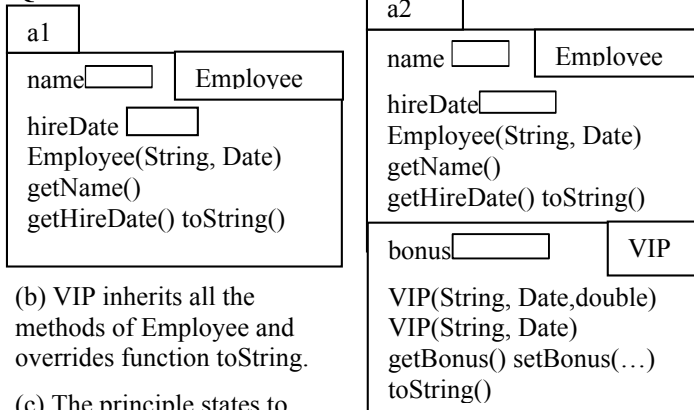 a1
name
Employee
hireDate
Employee(String, Date)
getName()
getHireDate() toString()
(b) VIP inherits all the
methods of Employee and
overrides function toString.
(c) The principle states to
a2
name
Employee
hireDate
Employee(String, Date)
getName()
getHireDate() toString()
bonus
VIP
VIP(String, Date,double)
VIP(String, Date)
getBonus() setBonus(…)
toString()